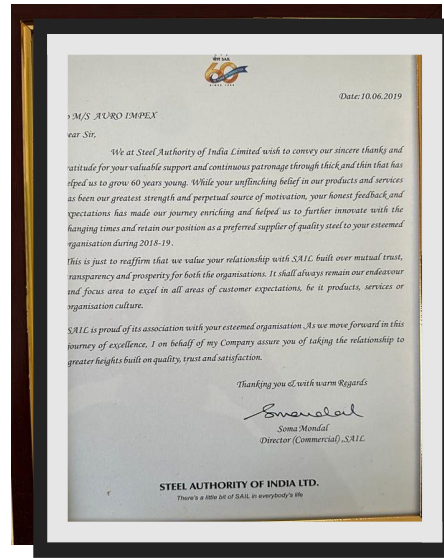 सेल SAIL
60
SINCE 1959
Date:10.06.2019
M/S AURO IMPEX
ear Sir,
We at Steel Authority of India Limited wish to convey our sincere thanks and
ratitude for your valuable support and continuous patronage through thick and thin that has
elped us to grow 60 years young. While your unflinching belief in our products and services
as been our greatest strength and perpetual source of motivation, your honest feedback and
xpectations has made our journey enriching and helped us to further innovate with the
hanging times and retain our position as a preferred supplier of quality steel to your esteemed
organisation during 2018-19.
This is just to reaffirm that we value your relationship with SAIL built over mutual trust,
transparency and prosperity for both the organisations. It shall always remain our endeavour
and focus area to excel in all areas of customer expectations, be it products, services or
organisation culture.
SAIL is proud of its association with your esteemed organisation .As we move forward in this
journey of excellence, I on behalf of my Company assure you of taking the relationship to
greater heights built on quality, trust and satisfaction.
Thanking you & with warm Regards
Smondal
Soma Mondal
Director (Commercial) ,SAIL
STEEL AUTHORITY OF INDIA LTD.
There's a little bit of SAIL in everybody's life